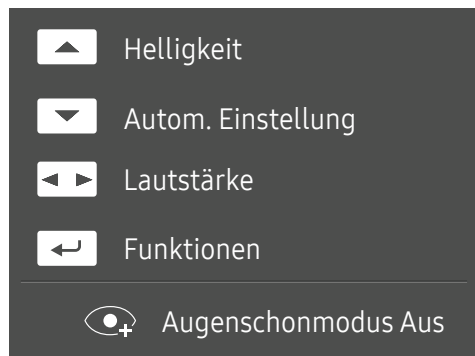 Helligkeit
Autom. Einstellung
Lautstärke
Funktionen
Augenschonmodus Aus